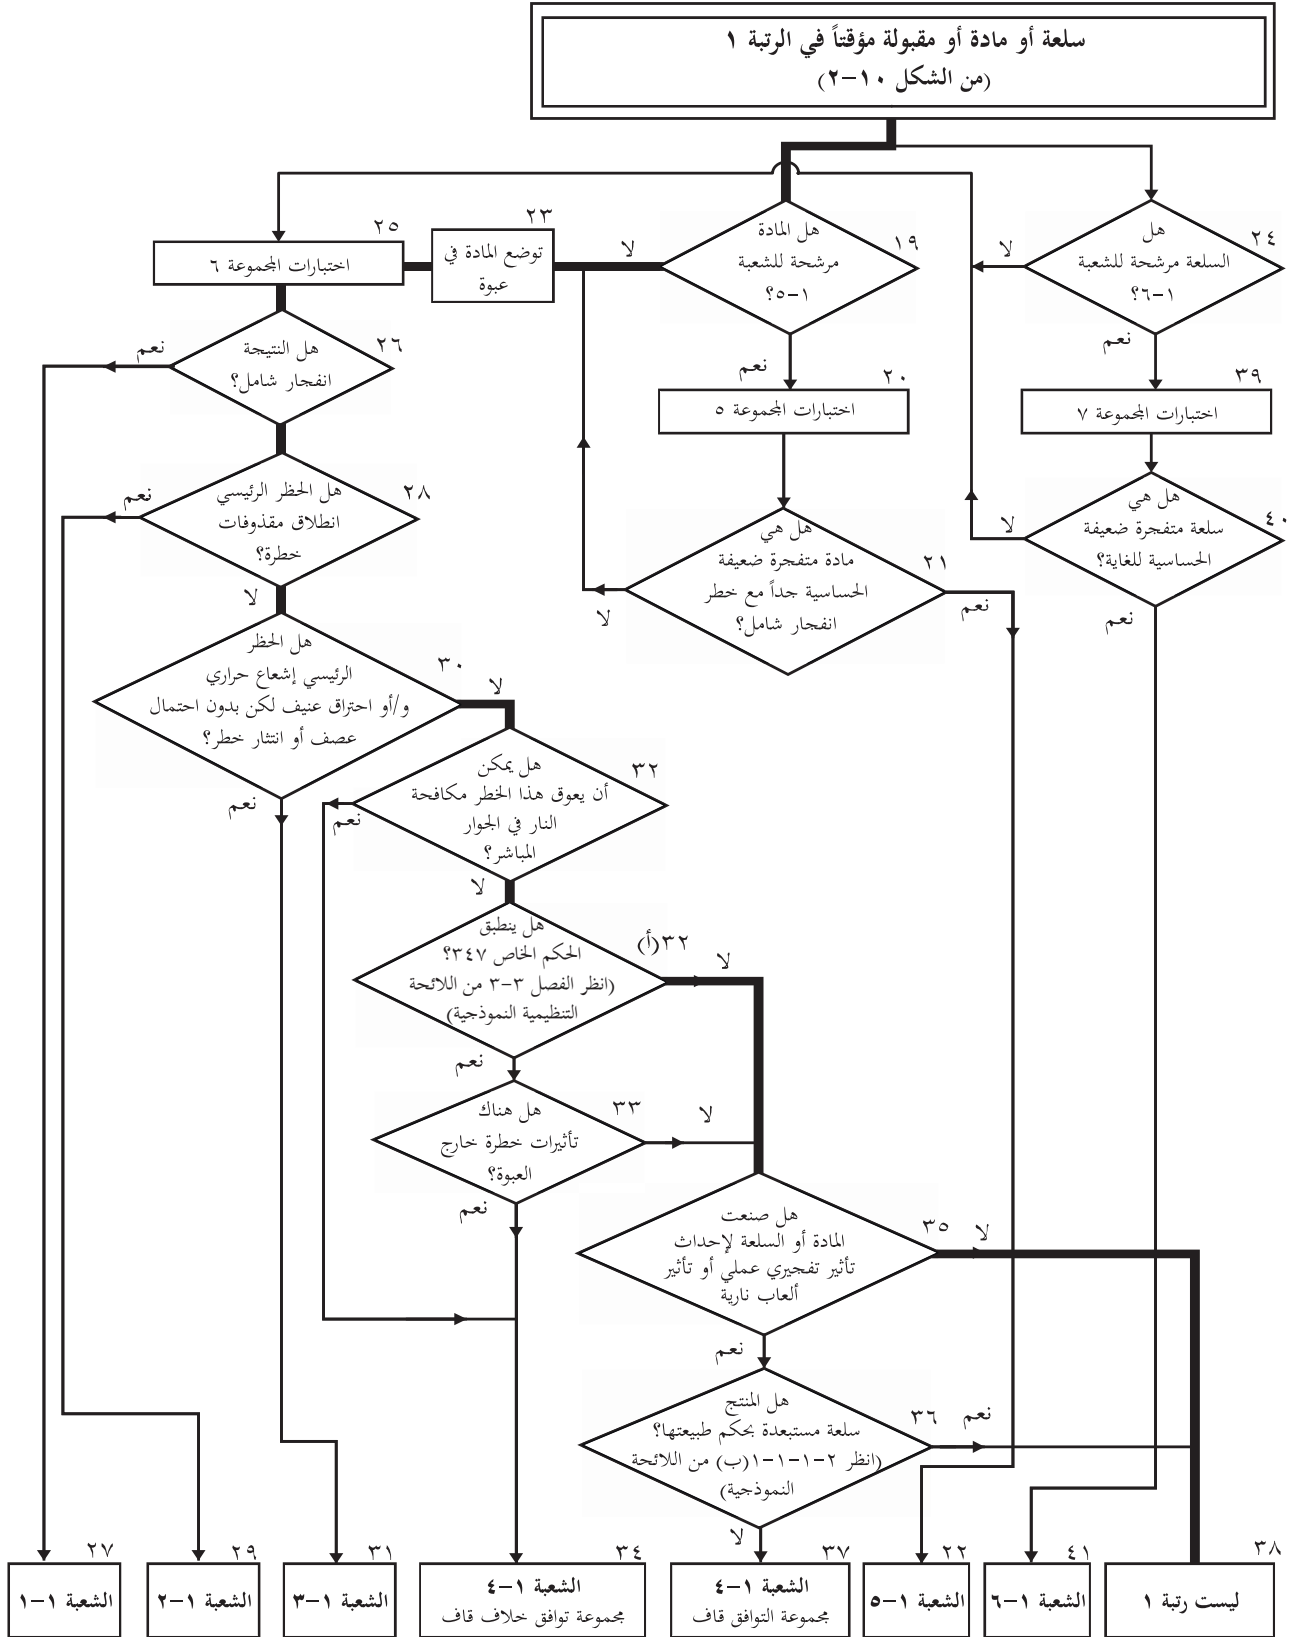 سلعة أو مادة أو مقبولة مؤقتاً في الرتبة ١
(من الشكل ١٠-٢)
٢٤
هل
السلعة مرشحة للشعبة
١-٦؟
لا
نعم
١٩
هل المادة
مرشحة للشعبة
١-٥؟
لا
نعم
٢٣
توضع المادة في
عبوة
٢٥
اختبارات المجموعة ٦
٣٩
اختبارات المجموعة ٧
٢٠
اختبارات المجموعة ٥
٢٦
هل النتيجة
انفجار شامل؟
نعم
٤٠
هل هي
سلعة متفجرة ضعيفة
الحساسية للغاية؟
لا
نعم
٢١
هل هي
مادة متفجرة ضعيفة
الحساسية جداً مع خطر
انفجار شامل؟
لا
نعم
٢٨
هل الخطر الرئيسي
انطلاق مقذوفات
خطرة؟
نعم
لا
٣٠
هل الخطر
الرئيسي إشعاع حراري
و/أو احتراق عنيف لكن بدون احتمال
عصف أو انتثار خطر؟
لا
نعم
٣٢
هل يمكن
أن يعوق هذا الخطر مكافحة
النار في الجوار
المباشر؟
نعم
لا
٣٢(أ)
هل ينطبق
الحكم الخاص ٣٤٧؟
(انظر الفصل ٣-٣ من اللائحة
التنظيمية النموذجية)
لا
نعم
٣٣
هل هناك
تأثيرات خطرة خارج
العبوة؟
لا
نعم
٣٥
هل صنعت
المادة أو السلعة لإحداث
تأثير تفجيري عملي أو تأثير
ألعاب نارية
لا
نعم
٣٦
هل المنتج
سلعة مستبعدة بحكم طبيعتها؟
(انظر ٢-١-١-١(ب) من اللائحة
النموذجية)
نعم
لا
٣٨
ليست رتبة ١
٤١
الشعبة ١-٦
٢٢
الشعبة ١-٥
٣٧
الشعبة ١-٤
مجموعة التوافق قاف
٣٤
الشعبة ١-٤
مجموعة توافق خلاف قاف
٣١
الشعبة ١-٣
٢٩
الشعبة ١-٢
٢٧
الشعبة ١-١